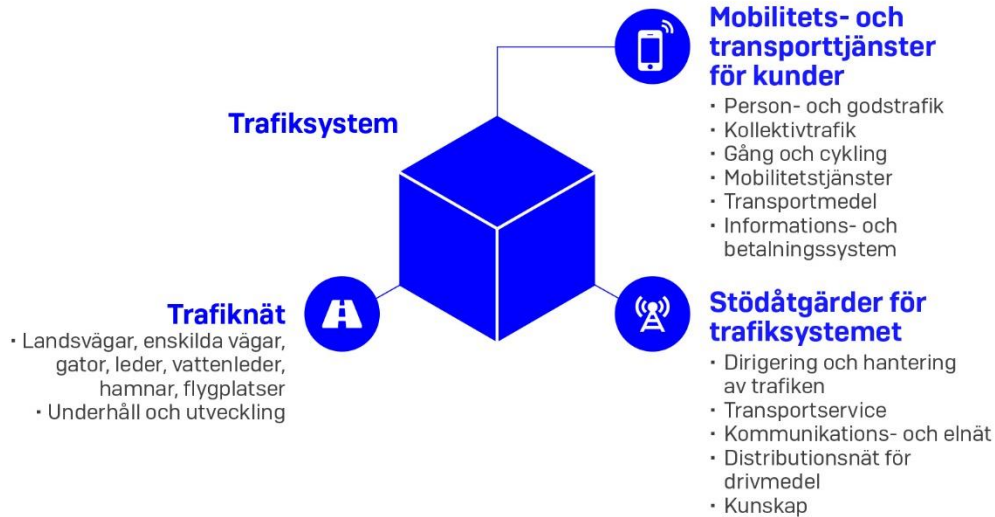 Trafiksystem
Mobilitets- och
transporttjänster
för kunder
· Person- och godstrafik
· Kollektivtrafik
· Gång och cykling
· Mobilitetstjänster
· Transportmedel
· Informations- och
betalningssystem
Trafiknät
· Landsvägar, enskilda vägar,
gator, leder, vattenleder,
hamnar, flygplatser
· Underhåll och utveckling
Stödåtgärder för
trafiksystemet
· Dirigering och hantering
av trafiken
· Transportservice
· Kommunikations- och elnät
· Distributionsnät för
drivmedel
· Kunskap